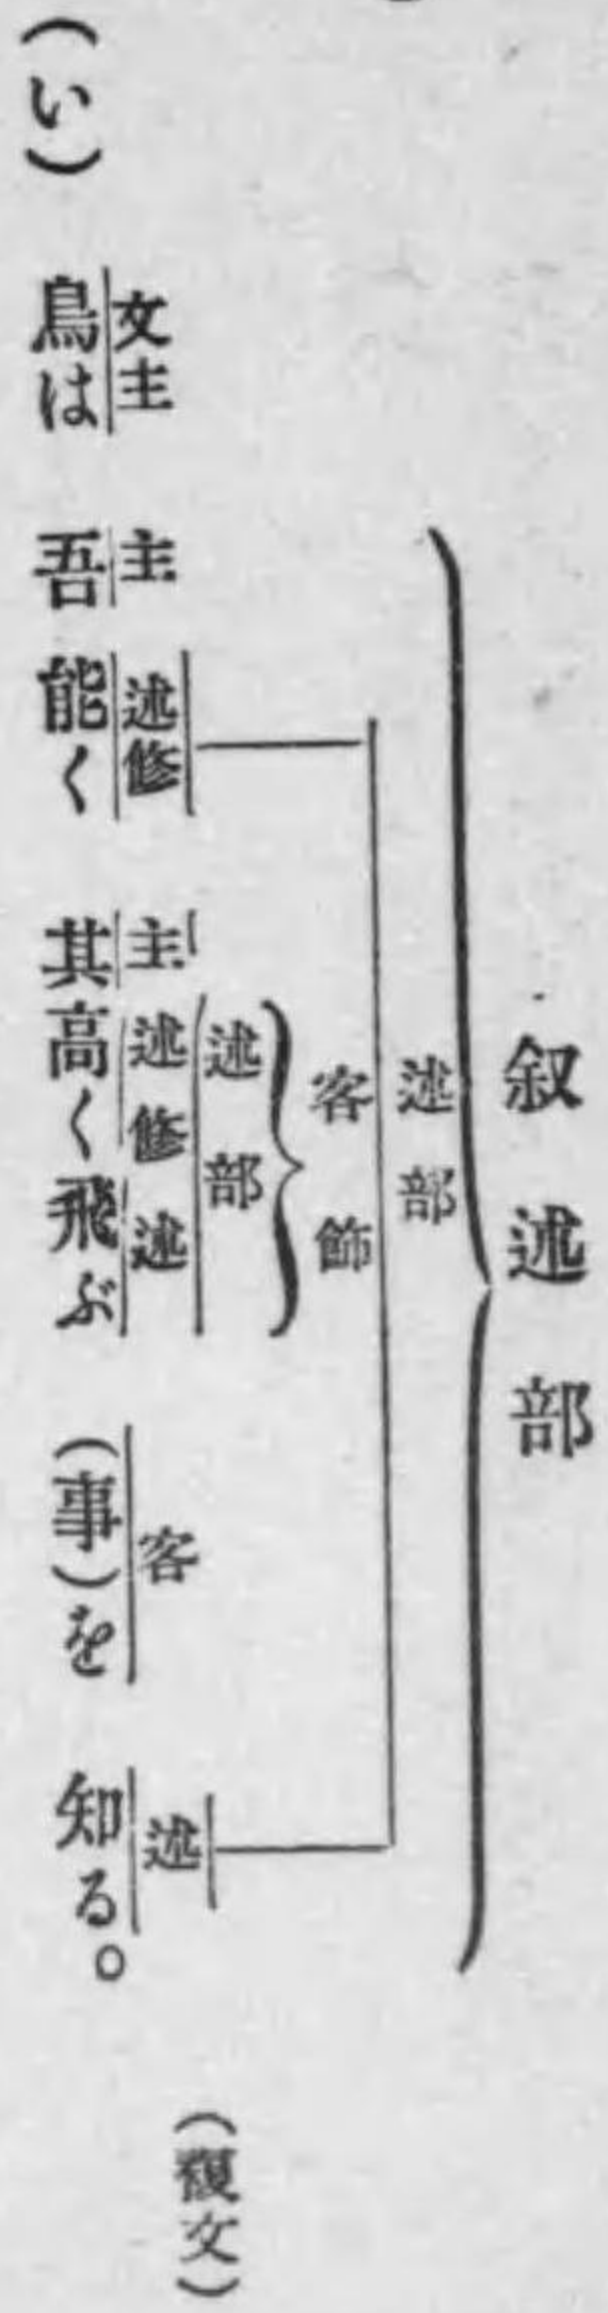 叙述部
述部
客飾
述部
文主 主 述修 主 述修 述 客 述
(い) 鳥は 吾 能く 其高く飛ぶ (事)を 知る。
(複文)